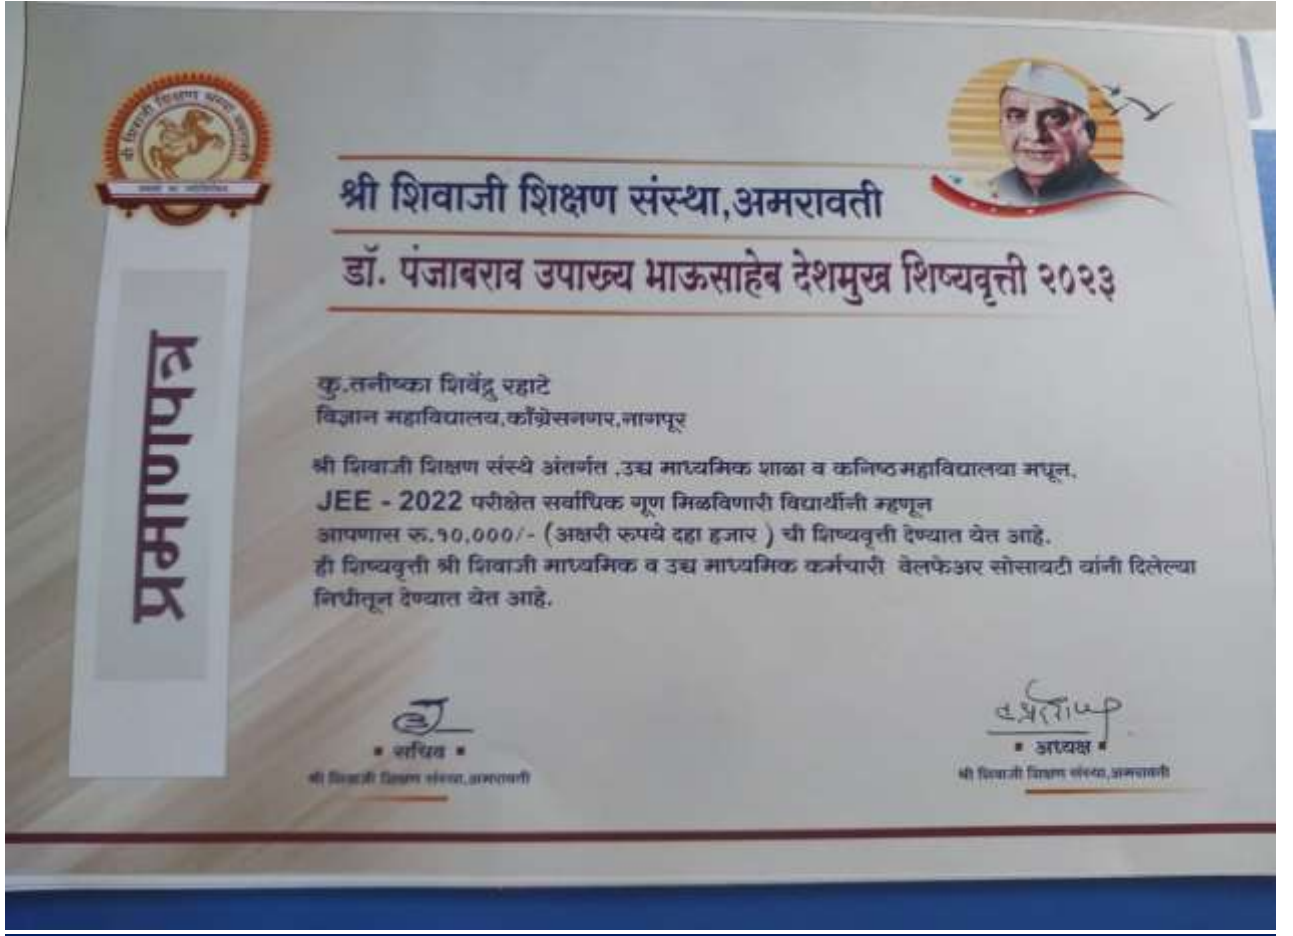 श्री शिवाजी शिक्षण संस्था अमरावती
प्रमाणपत्र
श्री शिवाजी शिक्षण संस्था,अमरावती
डॉ. पंजाबराव उपाख्य भाऊसाहेब देशमुख शिष्यवृत्ती २०२३
कु.तनीष्का शिवेंद्रु रहाटे
विज्ञान महाविद्यालय,काँग्रेसनगर,नागपूर
श्री शिवाजी शिक्षण संस्थे अंतर्गत ,उच्च माध्यमिक शाळा व कनिष्ठमहाविद्यालया मधून,
JEE - 2022 परीक्षेत सर्वाधिक गूण मिळविणारी विद्यार्थीनी म्हणून
आपणास रु.१०,०००/- (अक्षरी रुपये दहा हजार ) ची शिष्यवृत्ती देण्यात येत आहे.
ही शिष्यवृत्ती श्री शिवाजी माध्यमिक व उच्च माध्यमिक कर्मचारी वेलफेअर सोसायटी यांनी दिलेल्या
निधीतून देण्यात येत आहे.
सचिव
श्री शिवाजी शिक्षण संस्था,अमरावती
अध्यक्ष
श्री शिवाजी शिक्षण संस्था,अमरावती